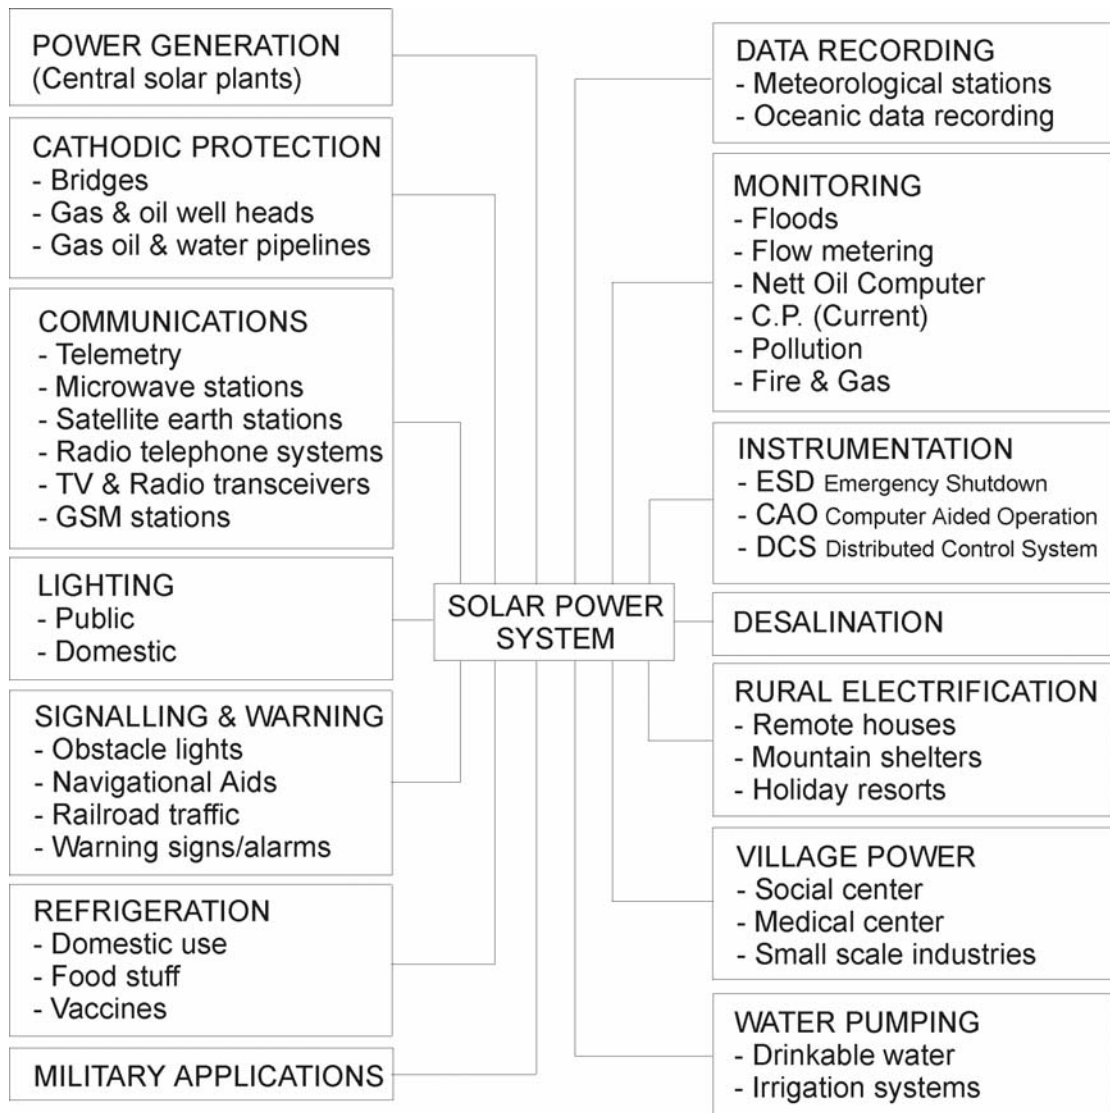 POWER GENERATION
(Central solar plants)
CATHODIC PROTECTION
- Bridges
- Gas & oil well heads
- Gas oil & water pipelines
COMMUNICATIONS
- Telemetry
- Microwave stations
- Satellite earth stations
- Radio telephone systems
- TV & Radio transceivers
- GSM stations
LIGHTING
- Public
- Domestic
SIGNALLING & WARNING
- Obstacle lights
- Navigational Aids
- Railroad traffic
- Warning signs/alarms
REFRIGERATION
- Domestic use
- Food stuff
- Vaccines
MILITARY APPLICATIONS
SOLAR POWER
SYSTEM
DATA RECORDING
- Meteorological stations
- Oceanic data recording
MONITORING
- Floods
- Flow metering
- Nett Oil Computer
- C.P. (Current)
- Pollution
- Fire & Gas
INSTRUMENTATION
- ESD Emergency Shutdown
- CAO Computer Aided Operation
- DCS Distributed Control System
DESALINATION
RURAL ELECTRIFICATION
- Remote houses
- Mountain shelters
- Holiday resorts
VILLAGE POWER
- Social center
- Medical center
- Small scale industries
WATER PUMPING
- Drinkable water
- Irrigation systems